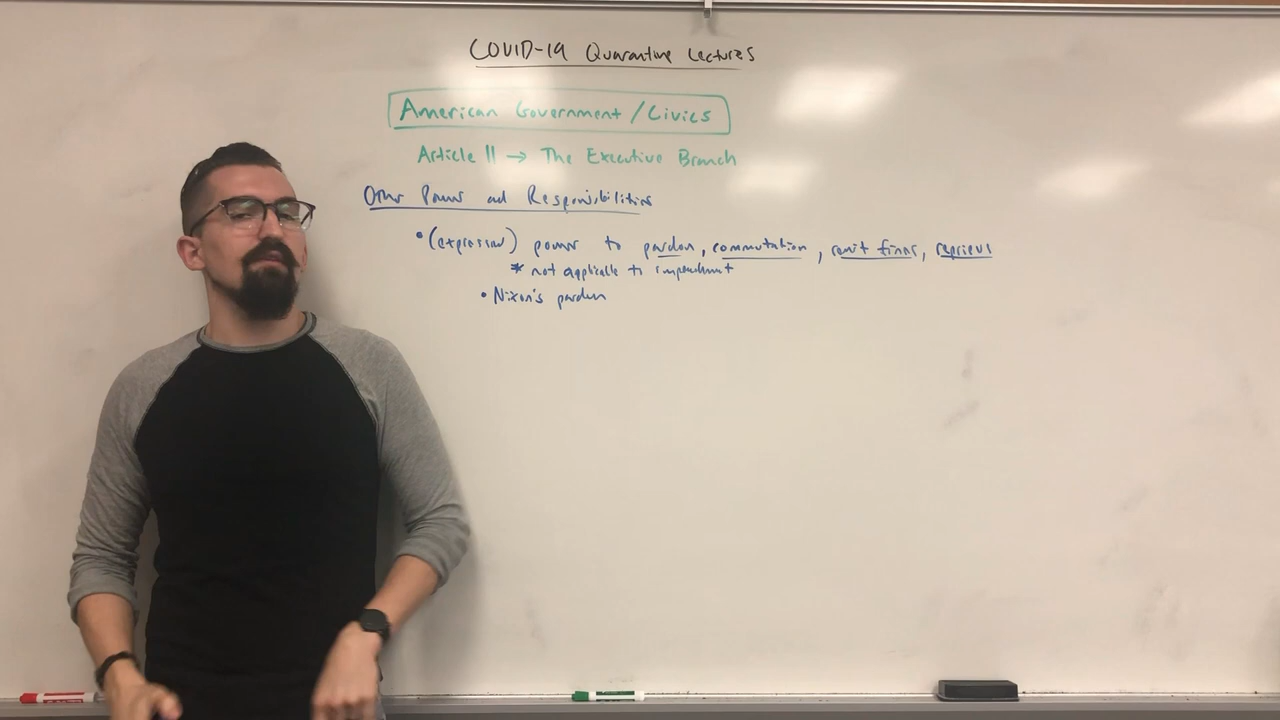 COVID-19 Quarantine Lectures
American Government/Civics
Article II → The Executive Branch
Other Powers and Responsibilities
• (expressed) power to pardon, commutation, remit fines, reprieve
* not applicable to impeachment
• Nixon's pardon